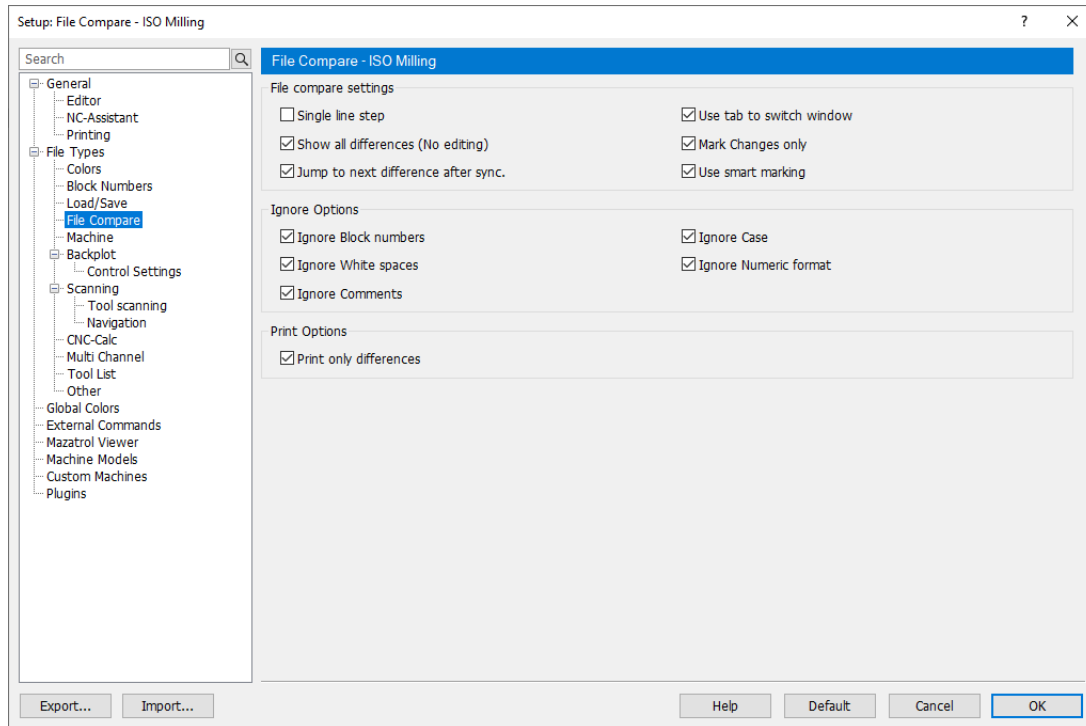 Setup: File Compare - ISO Milling
?
Search
General
Editor
NC-Assistant
Printing
File Types
Colors
Block Numbers
Load/Save
File Compare
Machine
Backplot
Control Settings
Scanning
Tool scanning
Navigation
CNC-Calc
Multi Channel
Tool List
Other
Global Colors
External Commands
Mazatrol Viewer
Machine Models
Custom Machines
Plugins
File Compare - ISO Milling
File compare settings
Single line step
Use tab to switch window
Show all differences (No editing)
Mark Changes only
Jump to next difference after sync.
Use smart marking
Ignore Options
Ignore Block numbers
Ignore Case
Ignore White spaces
Ignore Numeric format
Ignore Comments
Print Options
Print only differences
Export...
Import...
Help
Default
Cancel
OK